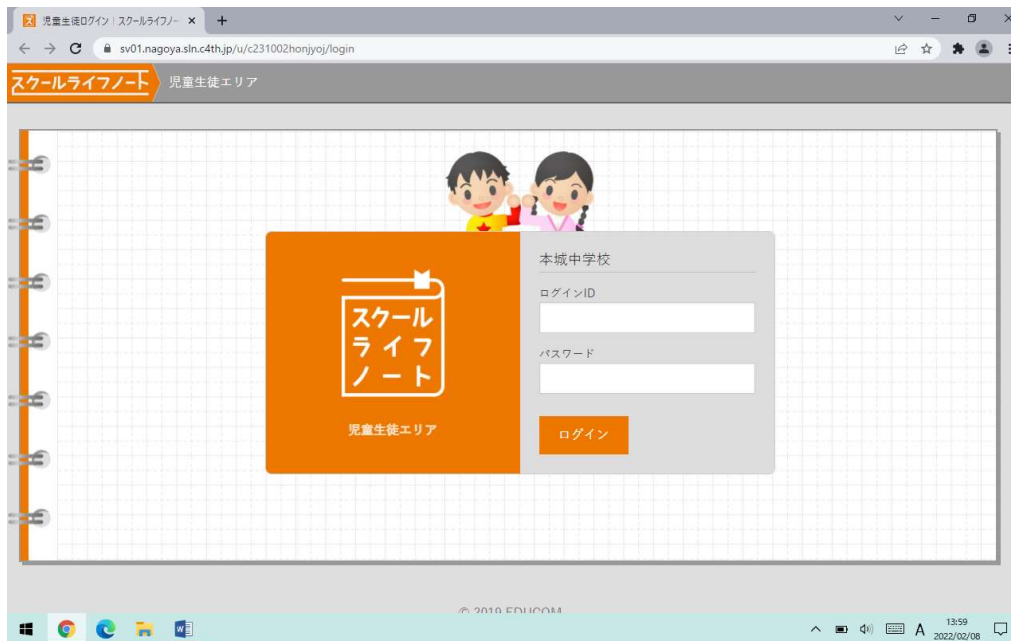 児童生徒ログイン | スクールライフノー
sv01.nagoya.sln.c4th.jp/u/c231002honjyoj/login
スクールライフノート 児童生徒エリア
本城中学校
ログインID
スクール
ライフ
ノート
パスワード
児童生徒エリア
ログイン
© 2019 EDUCOM
A
13:59
2022/02/08